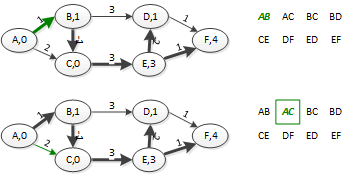 B,1 3 D,1 AB AC BC BD
1 1
A,0 -1 -2 F,4
2 1 CE DF ED EF
C,0 3 E,3
B,1 3 D,1 AB AC BC BD
1 1
A,0 -1 -2 F,4 CE DF ED EF
2 1
C,0 3 E,3